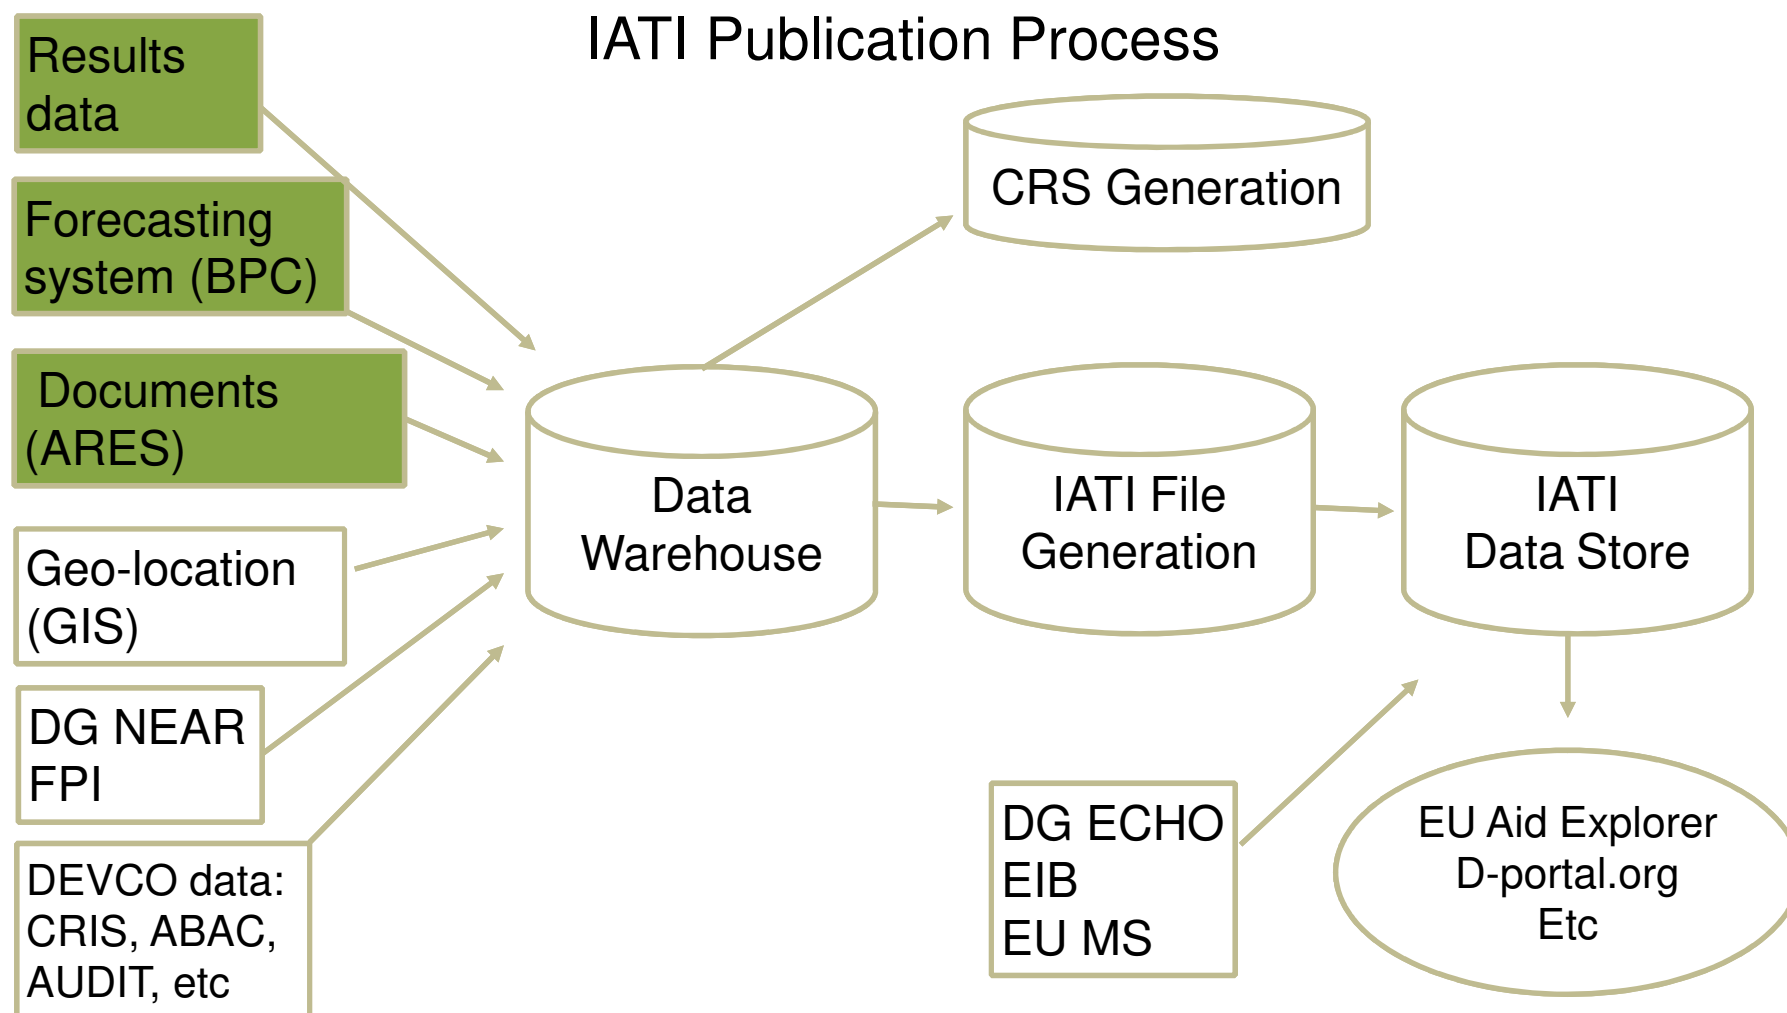 IATI Publication Process
Results
data
Forecasting
system (BPC)
Documents
(ARES)
Geo-location
(GIS)
DG NEAR
FPI
DEVCO data:
CRIS, ABAC,
AUDIT, etc
CRS Generation
Data
Warehouse
IATI File
Generation
IATI
Data Store
DG ECHO
EIB
EU MS
EU Aid Explorer
D-portal.org
Etc